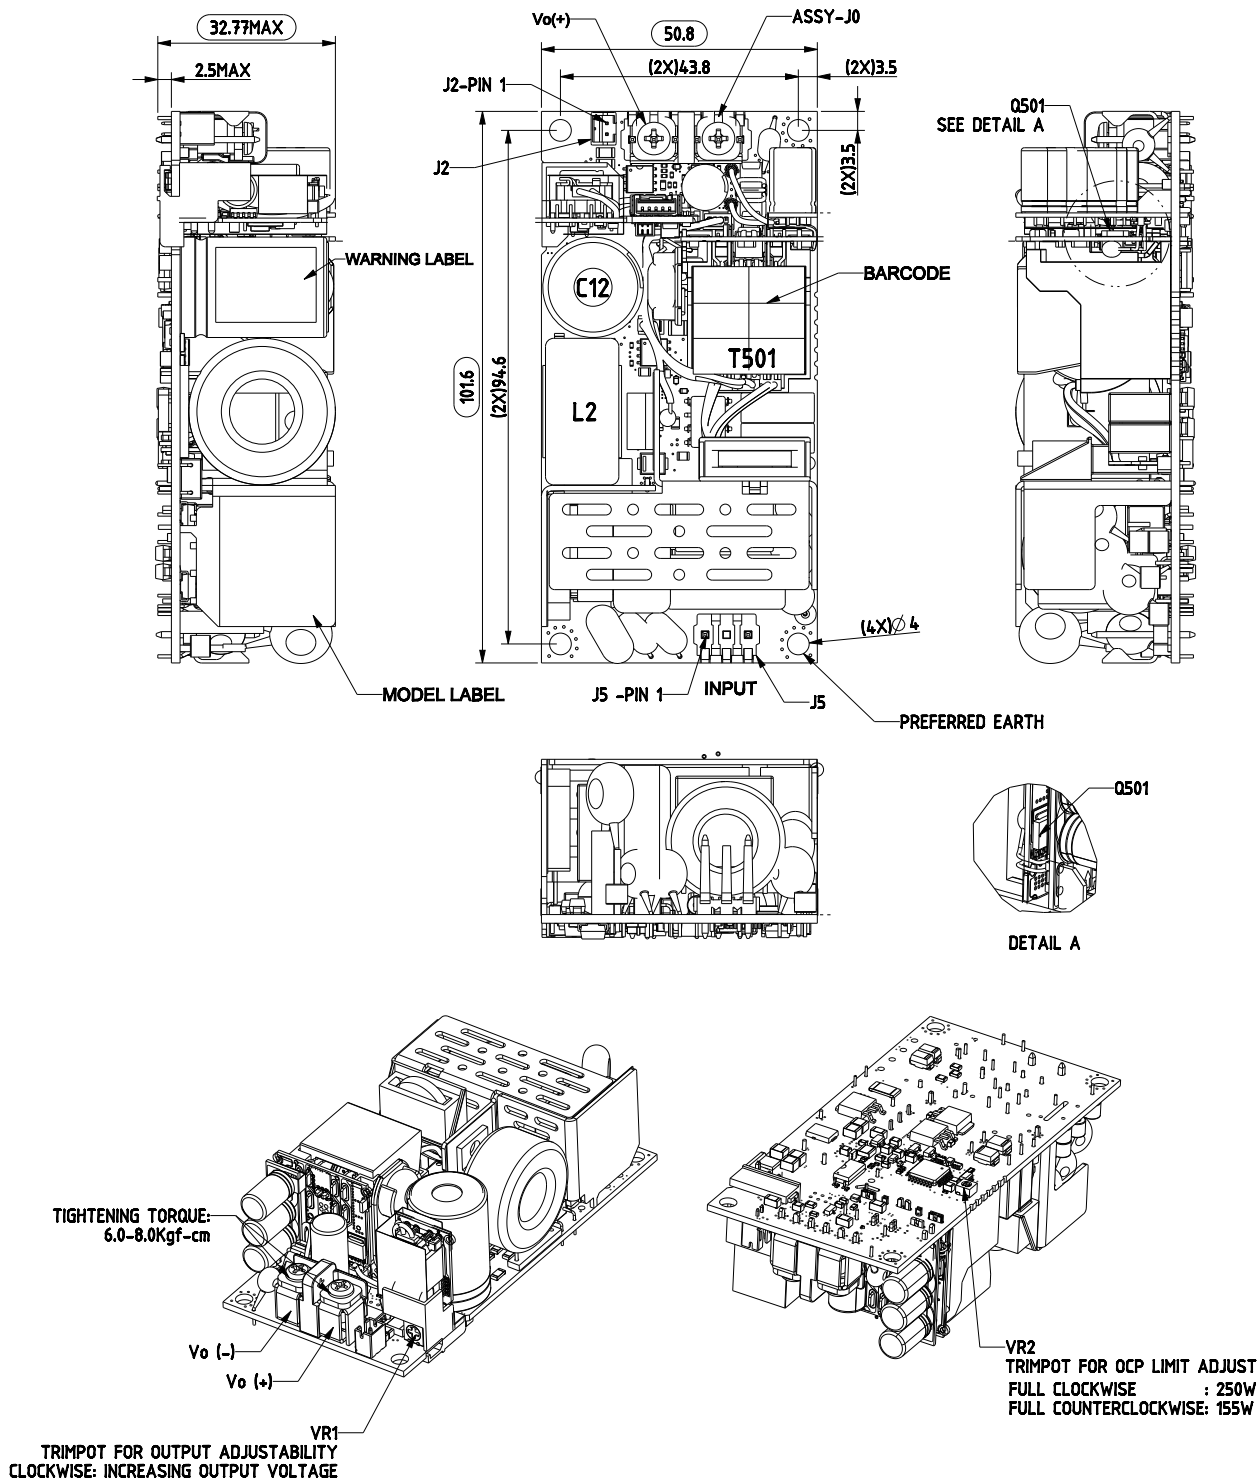 32.77MAX
2.5MAX
Vo(+)
ASSY-J0
50.8
(2X)43.8
(2X)3.5
J2-PIN 1
J2
(2X)3.5
Q501
SEE DETAIL A
WARNING LABEL
C12
BARCODE
T501
101.6
(2X)94.6
L2
(4X)Ø 4
MODEL LABEL
J5 -PIN 1
INPUT
J5
PREFERRED EARTH
Q501
DETAIL A
TIGHTENING TORQUE:
6.0-8.0Kgf-cm
Vo (-)
Vo (+)
VR1
TRIMPOT FOR OUTPUT ADJUSTABILITY
CLOCKWISE: INCREASING OUTPUT VOLTAGE
VR2
TRIMPOT FOR OCP LIMIT ADJUST
FULL CLOCKWISE : 250W
FULL COUNTERCLOCKWISE: 155W